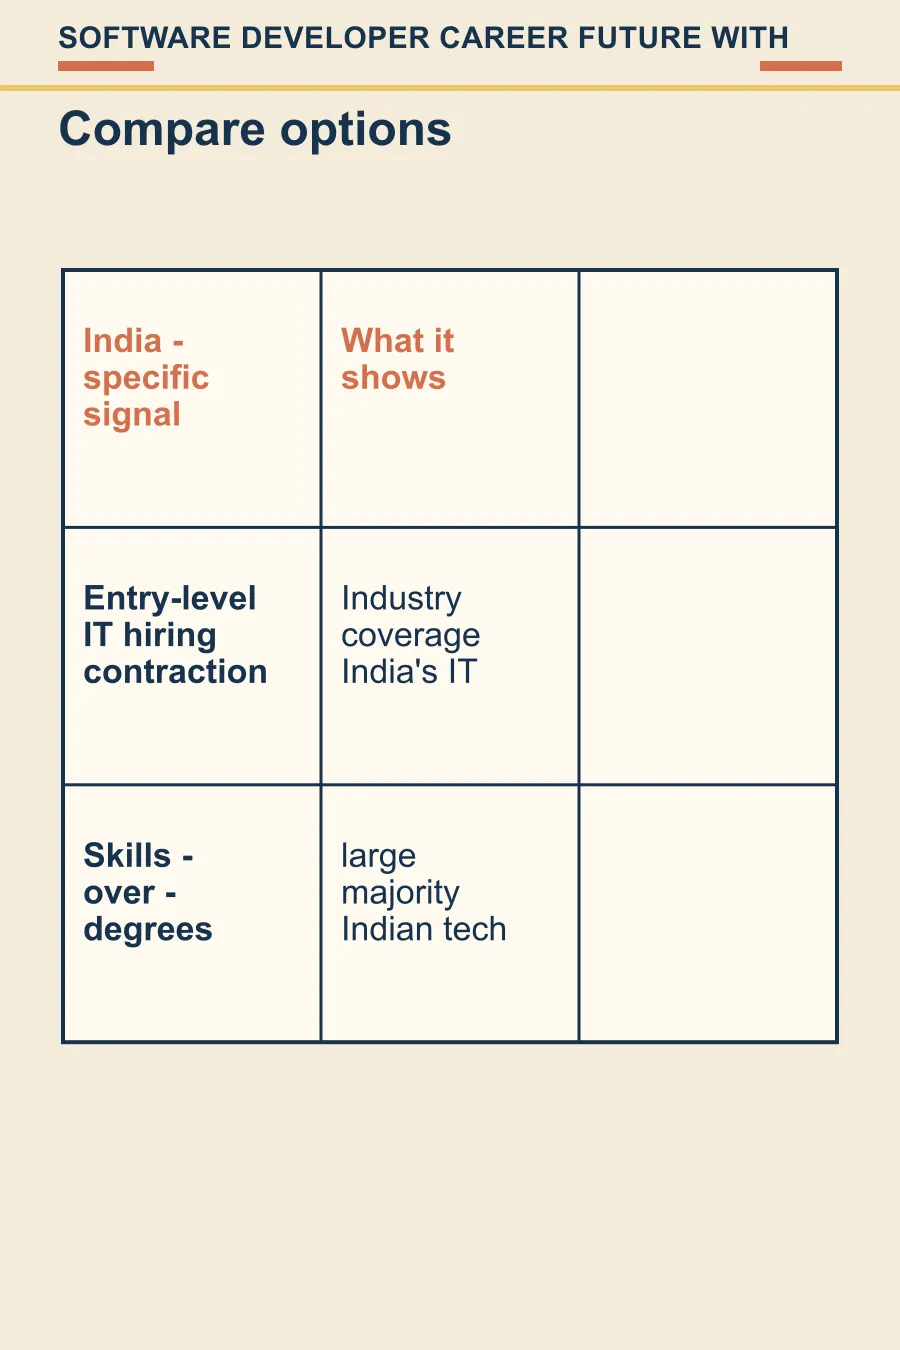 SOFTWARE DEVELOPER CAREER FUTURE WITH
Compare options
India -
specific
signal
What it
shows
Entry-level
IT hiring
contraction
Industry
coverage
India's IT
Skills -
over -
degrees
large
majority
Indian tech